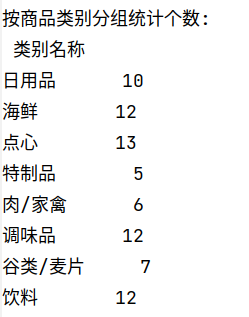 按商品类别分组统计个数:
类别名称
日用品 10
海鲜 12
点心 13
特制品 5
肉/家禽 6
调味品 12
谷类/麦片 7
饮料 12